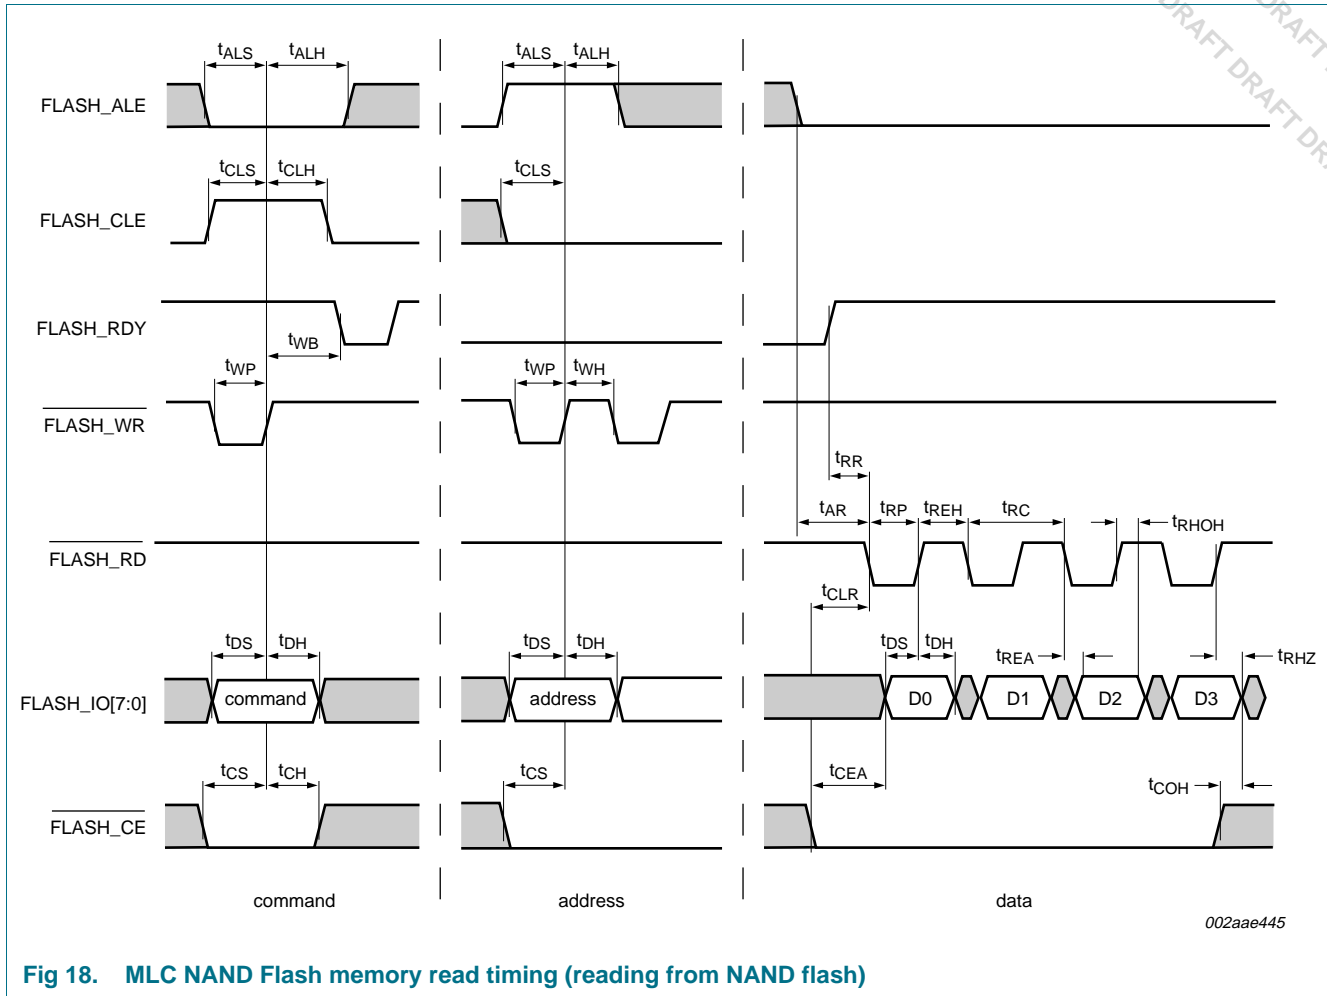 DRAFT DRAFT DRAFT
DRAFT
tALS tALH tALS tALH
FLASH_ALE
tCLS tCLH tCLS
FLASH_CLE
FLASH_RDY
tWB
tWP tWP tWH
FLASH_WR
tRR
tAR tRP tREH tRC tRHOH
FLASH_RD
tCLR
tDS tDH tDS tDH tDS tDH tREA tRHZ
FLASH_IO[7:0] command address D0 D1 D2 D3
tCS tCH tCS tCEA tCOH
FLASH_CE
command address data
002aae445
Fig 18. MLC NAND Flash memory read timing (reading from NAND flash)